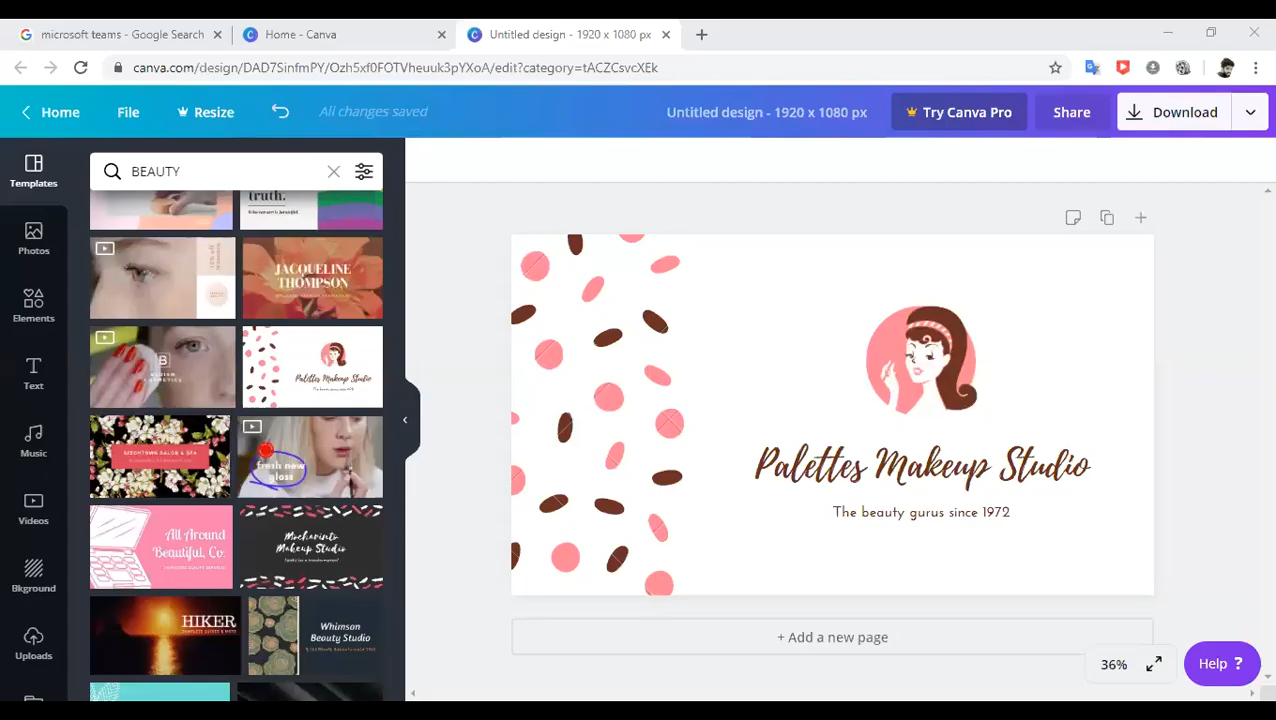 microsoft teams - Google Search
Home - Canva
Untitled design - 1920 x 1080 px
canva.com/design/DAD7SinfmPY/Ozh5xf0FOTVheuuk3pYXoA/edit?category=tACZCsvcXEk
Home File Resize All changes saved Untitled design - 1920 x 1080 px Try Canva Pro Share Download
Templates
Photos
Elements
Text
Music
Videos
Bkground
Uploads
BEAUTY
truth.
JACQUELINE
THOMPSON
B
Palettes Makeup Studio
fresh new
gloss
All Around
Beautiful, Co.
Mocharinto
Makeup Studio
HIKER
Whimson
Beauty Studio
Palettes Makeup Studio
The beauty gurus since 1972
+ Add a new page
36%
Help ?